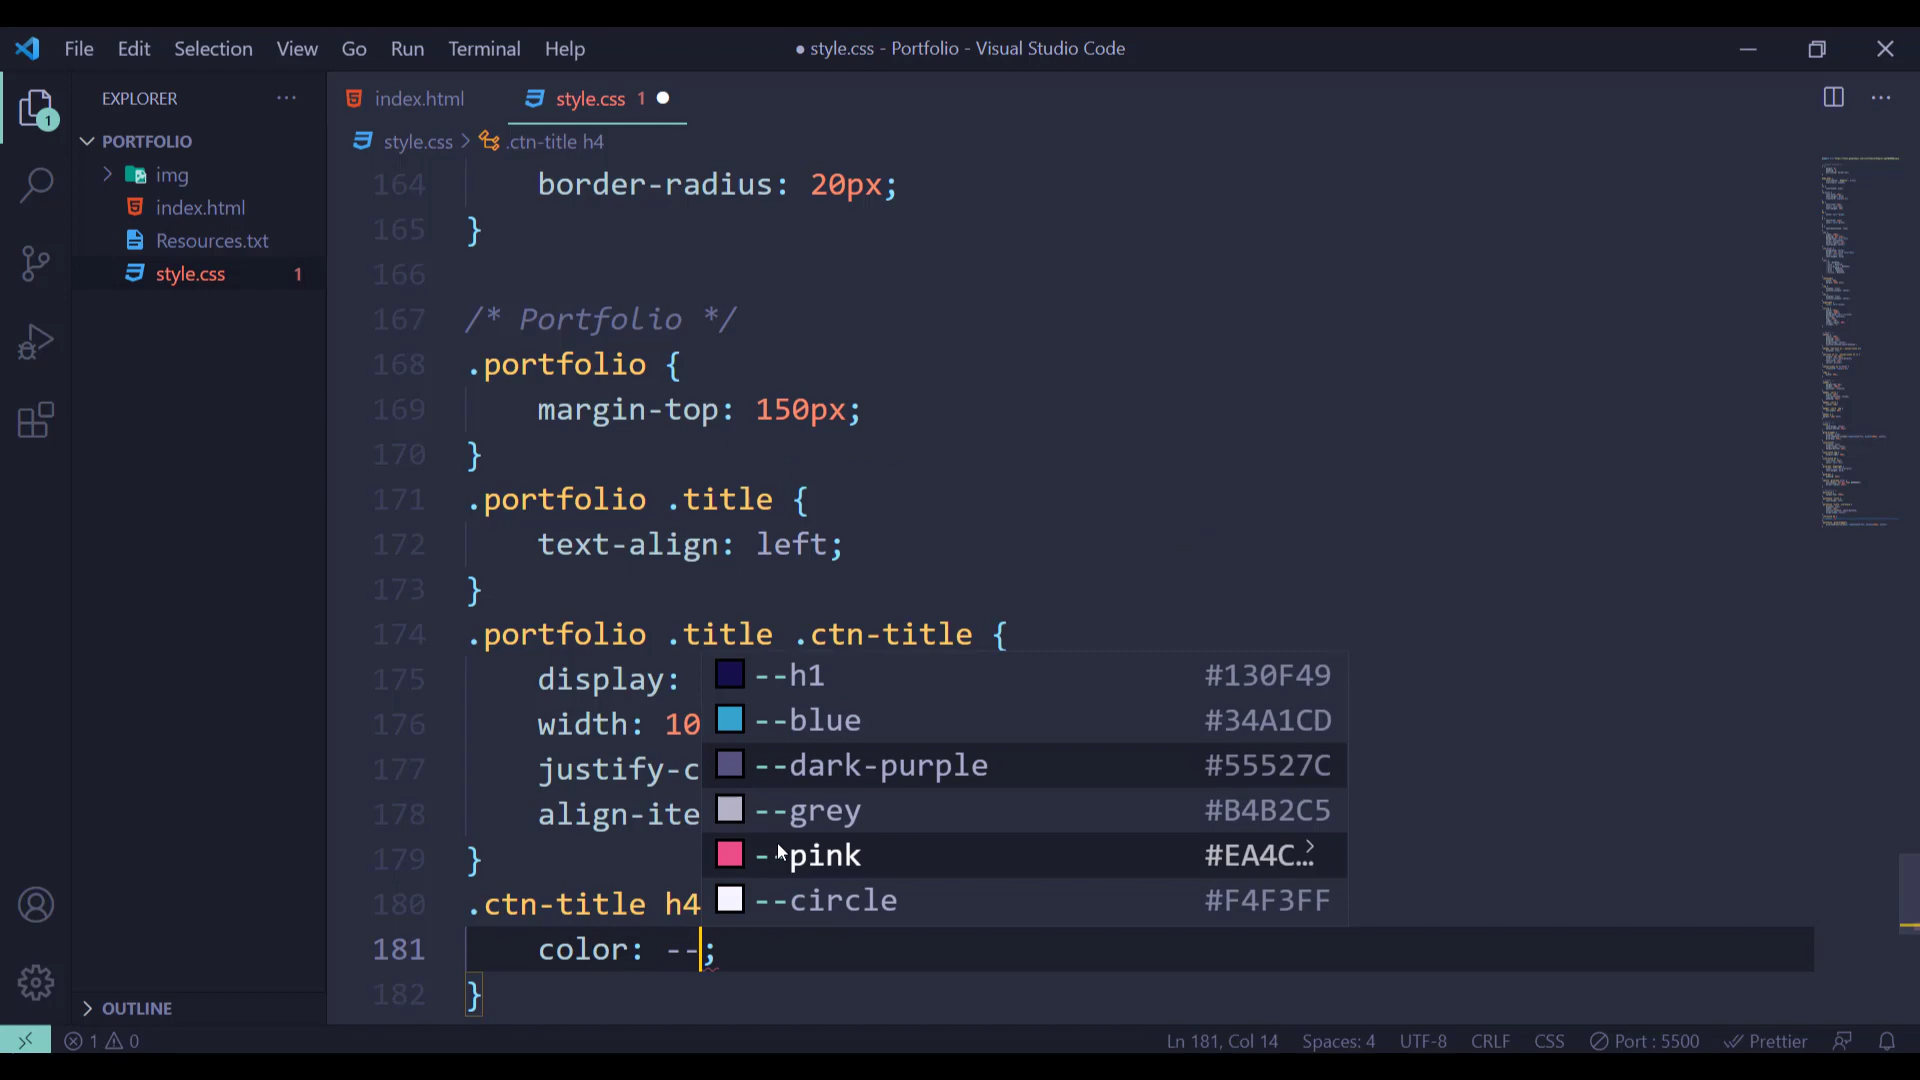 File Edit Selection View Go Run Terminal Help
● style.css - Portfolio - Visual Studio Code
EXPLORER
PORTFOLIO
img
index.html
Resources.txt
style.css 1
OUTLINE
1
index.html
style.css 1
style.css > .ctn-title h4
164 border-radius: 20px;
165 }
166
167 /* Portfolio */
168 .portfolio {
169 margin-top: 150px;
170 }
171 .portfolio .title {
172 text-align: left;
173 }
174 .portfolio .title .ctn-title {
175 display:
176 width: 10
177 justify-c
178 align-ite
179 }
180 .ctn-title h4
181 color: --;
182 }
--h1 #130F49
--blue #34A1CD
--dark-purple #55527C
--grey #B4B2C5
--pink #EA4C… >
--circle #F4F3FF
1 0
Ln 181, Col 14 Spaces: 4 UTF-8 CRLF CSS Port : 5500 Prettier